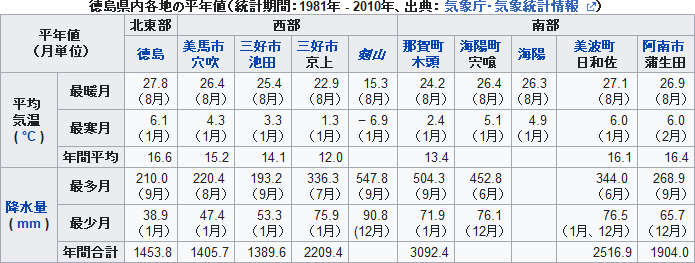 徳島県内各地の平年値（統計期間：1981年 - 2010年、出典：気象庁・気象統計情報）
平年値（月単位） 北東部 西部 南部
徳島 美馬市穴吹 三好市池田 三好市京上 剣山 那賀町木頭 海陽町宍喰 海陽 美波町日和佐 阿南市蒲生田
平均気温（℃） 最暖月 27.8（8月） 26.4（8月） 25.4（8月） 22.9（8月） 15.3（8月） 24.2（8月） 26.4（8月） 26.3（8月） 27.1（8月） 26.9（8月）
最寒月 6.1（1月） 4.3（1月） 3.3（1月） 1.3（1月） −6.9（1月） 2.4（1月） 5.1（1月） 4.9（1月） 6.0（1月） 6.0（2月）
年間平均 16.6 15.2 14.1 12.0 13.4 16.1 16.4
降水量（mm） 最多月 210.0（9月） 220.4（8月） 193.2（9月） 336.3（7月） 547.8（9月） 504.3（9月） 452.8（6月） 344.0（6月） 268.9（9月）
最少月 38.9（1月） 47.4（1月） 53.3（1月） 75.9（1月） 90.8（12月） 71.9（1月） 76.1（12月） 76.5（1月、12月） 65.7（12月）
年間合計 1453.8 1405.7 1389.6 2209.4 3092.4 2516.9 1904.0